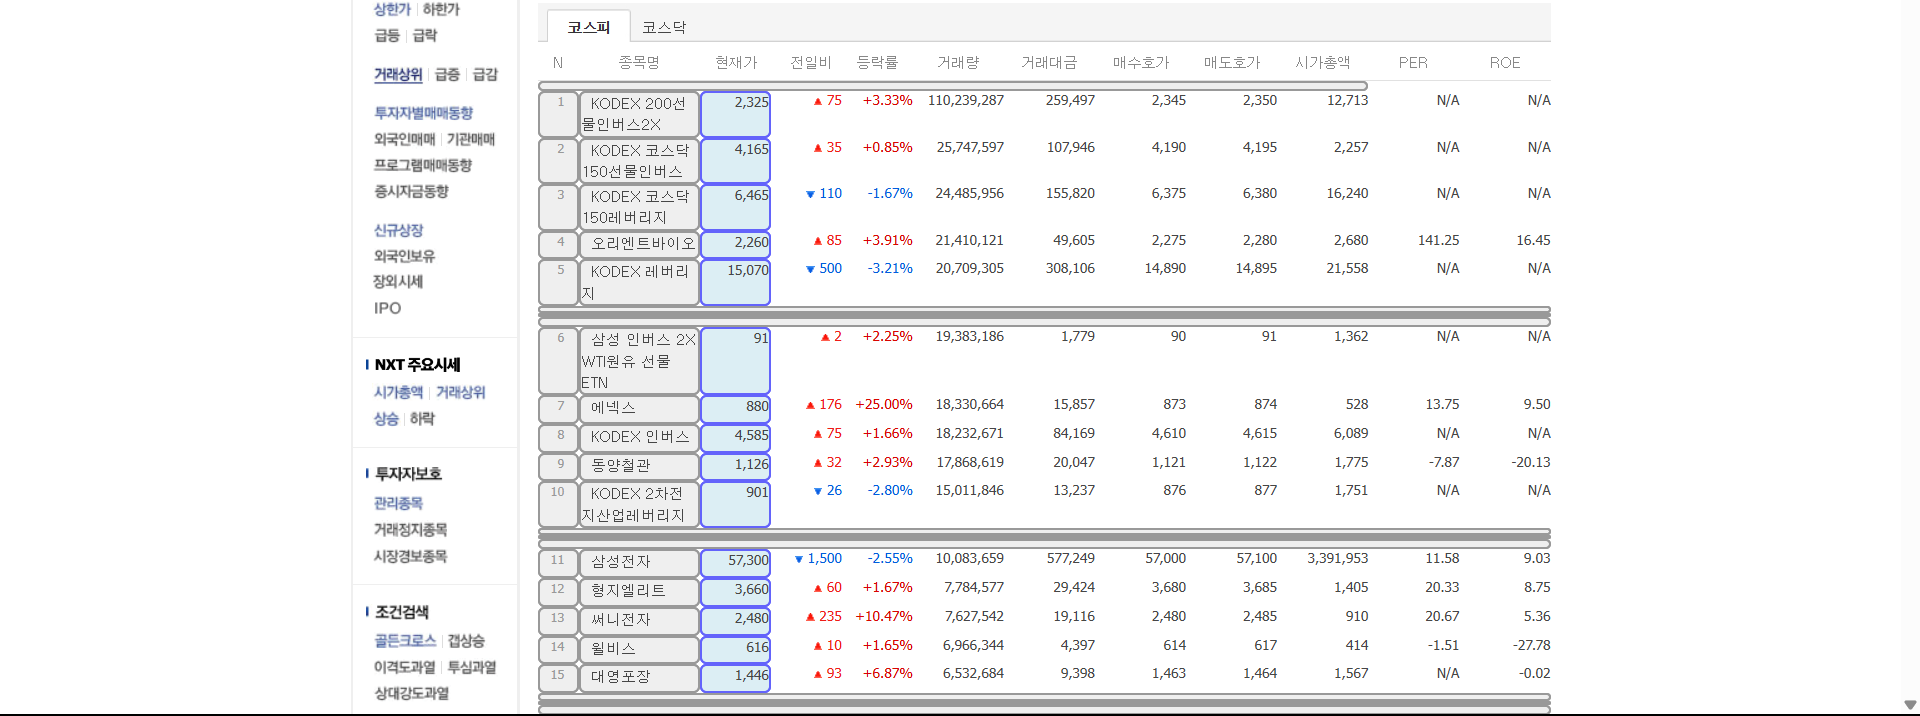 상한가 하한가
급등 급락
거래상위 급증 급감
투자자별매매동향
외국인매매 기관매매
프로그램매매동향
증시자금동향
신규상장
외국인보유
장외시세
IPO
NXT 주요시세
시가총액 거래상위
상승 하락
투자자보호
관리종목
거래정지종목
시장경보종목
조건검색
골든크로스 갭상승
이격도과열 투심과열
상대강도과열
코스피 코스닥
N 종목명 현재가 전일비 등락률 거래량 거래대금 매수호가 매도호가 시가총액 PER ROE
1 KODEX 200선 2,325 ▲ 75 +3.33% 110,239,287 259,497 2,345 2,350 12,713 N/A N/A
물인버스2X
2 KODEX 코스닥 4,165 ▲ 35 +0.85% 25,747,597 107,946 4,190 4,195 2,257 N/A N/A
150선물인버스
3 KODEX 코스닥 6,465 ▼ 110 -1.67% 24,485,956 155,820 6,375 6,380 16,240 N/A N/A
150레버리지
4 오리엔트바이오 2,260 ▲ 85 +3.91% 21,410,121 49,605 2,275 2,280 2,680 141.25 16.45
5 KODEX 레버리 15,070 ▼ 500 -3.21% 20,709,305 308,106 14,890 14,895 21,558 N/A N/A
지
6 삼성 인버스 2X 91 ▲ 2 +2.25% 19,383,186 1,779 90 91 1,362 N/A N/A
WTI원유 선물
ETN
7 에넥스 880 ▲ 176 +25.00% 18,330,664 15,857 873 874 528 13.75 9.50
8 KODEX 인버스 4,585 ▲ 75 +1.66% 18,232,671 84,169 4,610 4,615 6,089 N/A N/A
9 동양철관 1,126 ▲ 32 +2.93% 17,868,619 20,047 1,121 1,122 1,775 -7.87 -20.13
10 KODEX 2차전 901 ▼ 26 -2.80% 15,011,846 13,237 876 877 1,751 N/A N/A
지산업레버리지
11 삼성전자 57,300 ▼ 1,500 -2.55% 10,083,659 577,249 57,000 57,100 3,391,953 11.58 9.03
12 형지엘리트 3,660 ▲ 60 +1.67% 7,784,577 29,424 3,680 3,685 1,405 20.33 8.75
13 써니전자 2,480 ▲ 235 +10.47% 7,627,542 19,116 2,480 2,485 910 20.67 5.36
14 윌비스 616 ▲ 10 +1.65% 6,966,344 4,397 614 617 414 -1.51 -27.78
15 대영포장 1,446 ▲ 93 +6.87% 6,532,684 9,398 1,463 1,464 1,567 N/A -0.02